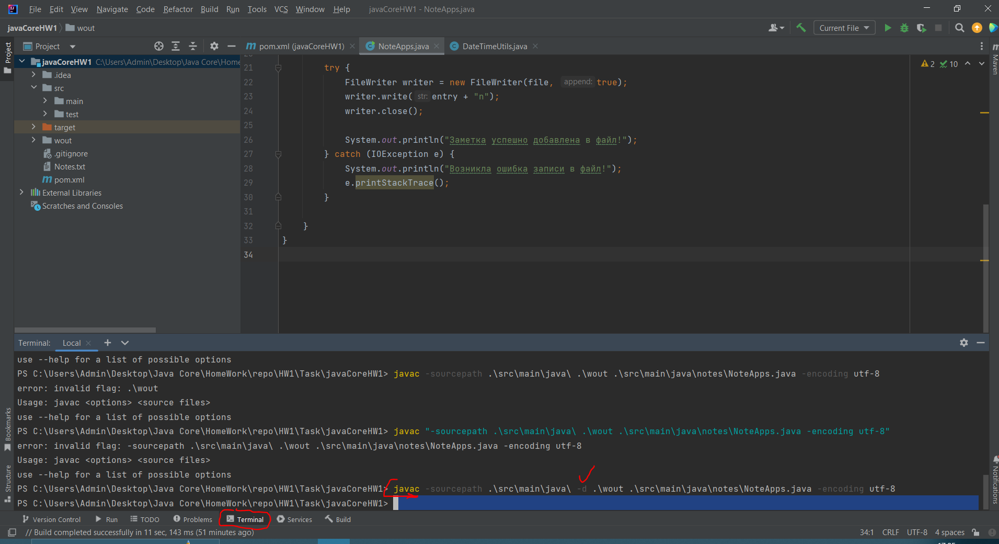 File Edit View Navigate Code Refactor Build Run Tools VCS Window Help javaCoreHW1 - NoteApps.java
javaCoreHW1 wout Current File
Project pom.xml (javaCoreHW1) NoteApps.java DateTimeUtils.java
Project
Maven
javaCoreHW1 C:\Users\Admin\Desktop\Java Core\Home
.idea
src
main
test
target
wout
.gitignore
Notes.txt
pom.xml
External Libraries
Scratches and Consoles
2 10
21 try {
22 FileWriter writer = new FileWriter(file, append: true);
23 writer.write( str: entry + "n");
24 writer.close();
25
26 System.out.println("Заметка успешно добавлена в файл!");
27 } catch (IOException e) {
28 System.out.println("Возникла ошибка записи в файл!");
29 e.printStackTrace();
30 }
31
32 }
33 }
34
Terminal: Local
use --help for a list of possible options
PS C:\Users\Admin\Desktop\Java Core\HomeWork\repo\HW1\Task\javaCoreHW1> javac -sourcepath .\src\main\java\ .\wout .\src\main\java\notes\NoteApps.java -encoding utf-8
error: invalid flag: .\wout
Usage: javac <options> <source files>
use --help for a list of possible options
PS C:\Users\Admin\Desktop\Java Core\HomeWork\repo\HW1\Task\javaCoreHW1> javac "-sourcepath .\src\main\java\ .\wout .\src\main\java\notes\NoteApps.java -encoding utf-8"
error: invalid flag: -sourcepath .\src\main\java\ .\wout .\src\main\java\notes\NoteApps.java -encoding utf-8
Usage: javac <options> <source files>
use --help for a list of possible options
PS C:\Users\Admin\Desktop\Java Core\HomeWork\repo\HW1\Task\javaCoreHW1> javac -sourcepath .\src\main\java\ -d .\wout .\src\main\java\notes\NoteApps.java -encoding utf-8
PS C:\Users\Admin\Desktop\Java Core\HomeWork\repo\HW1\Task\javaCoreHW1>
Bookmarks
Structure
Notifications
Version Control Run TODO Problems Terminal Services Build
// Build completed successfully in 11 sec, 143 ms (51 minutes ago) 34:1 CRLF UTF-8 4 spaces